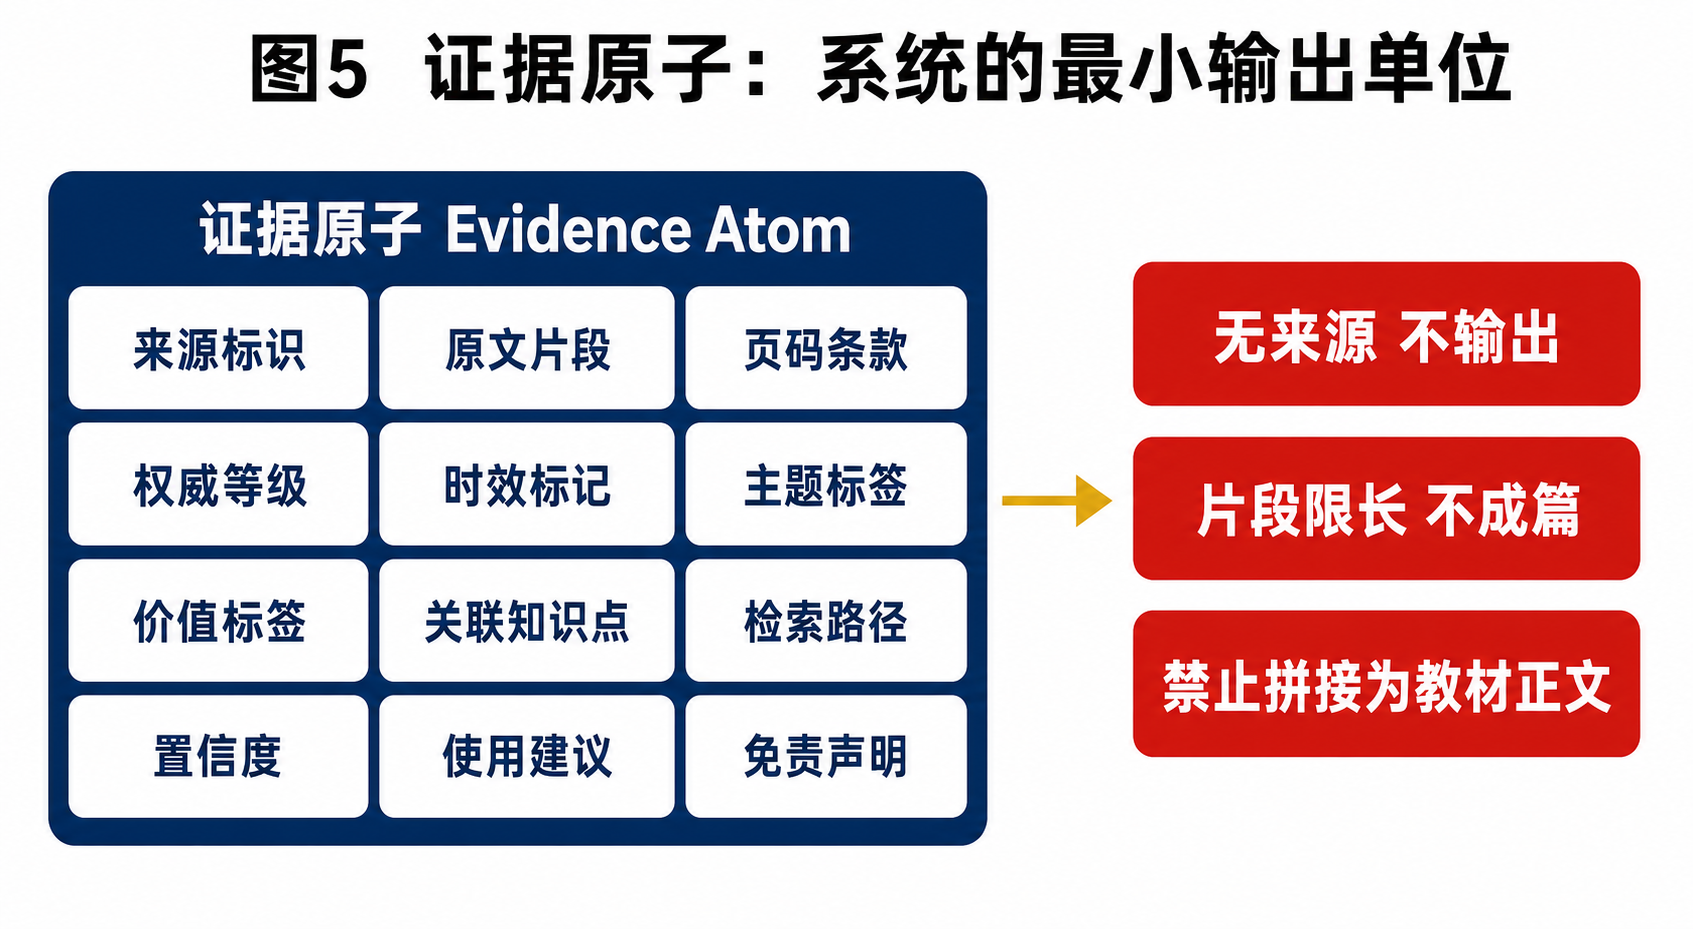 图5 证据原子：系统的最小输出单位
证据原子 Evidence Atom
来源标识 原文片段 页码条款
权威等级 时效标记 主题标签
价值标签 关联知识点 检索路径
置信度 使用建议 免责声明
无来源 不输出
片段限长 不成篇
禁止拼接为教材正文